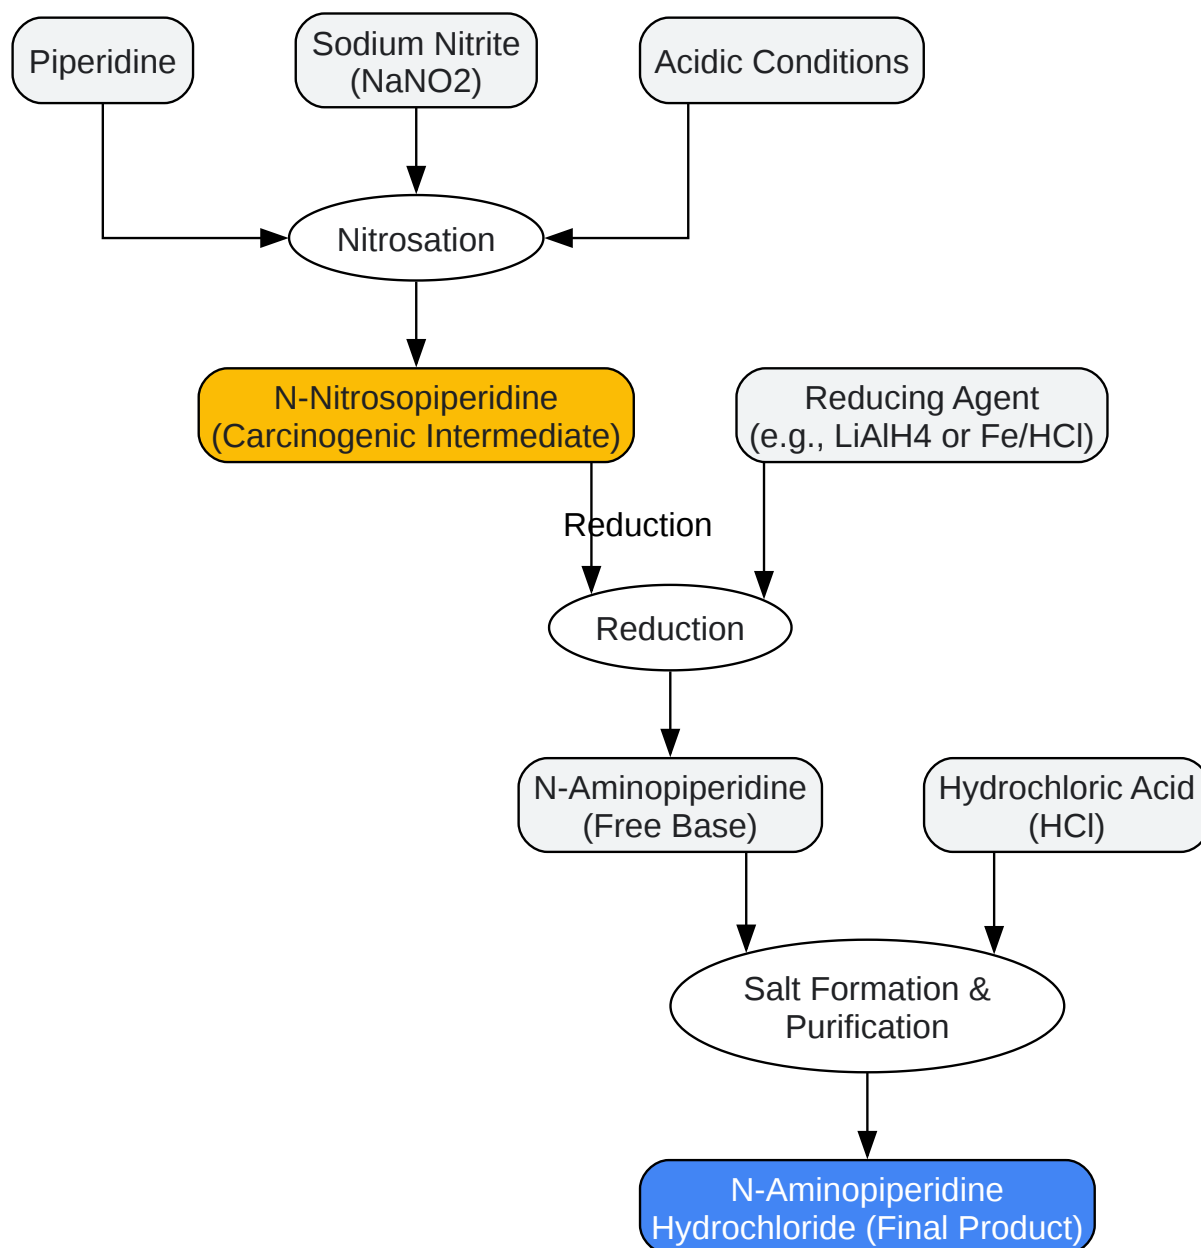 Piperidine
Sodium Nitrite
(NaNO2)
Acidic Conditions
Nitrosation
N-Nitrosopiperidine
(Carcinogenic Intermediate)
Reducing Agent
(e.g., LiAlH4 or Fe/HCl)
Reduction
Reduction
N-Aminopiperidine
(Free Base)
Hydrochloric Acid
(HCl)
Salt Formation &
Purification
N-Aminopiperidine
Hydrochloride (Final Product)